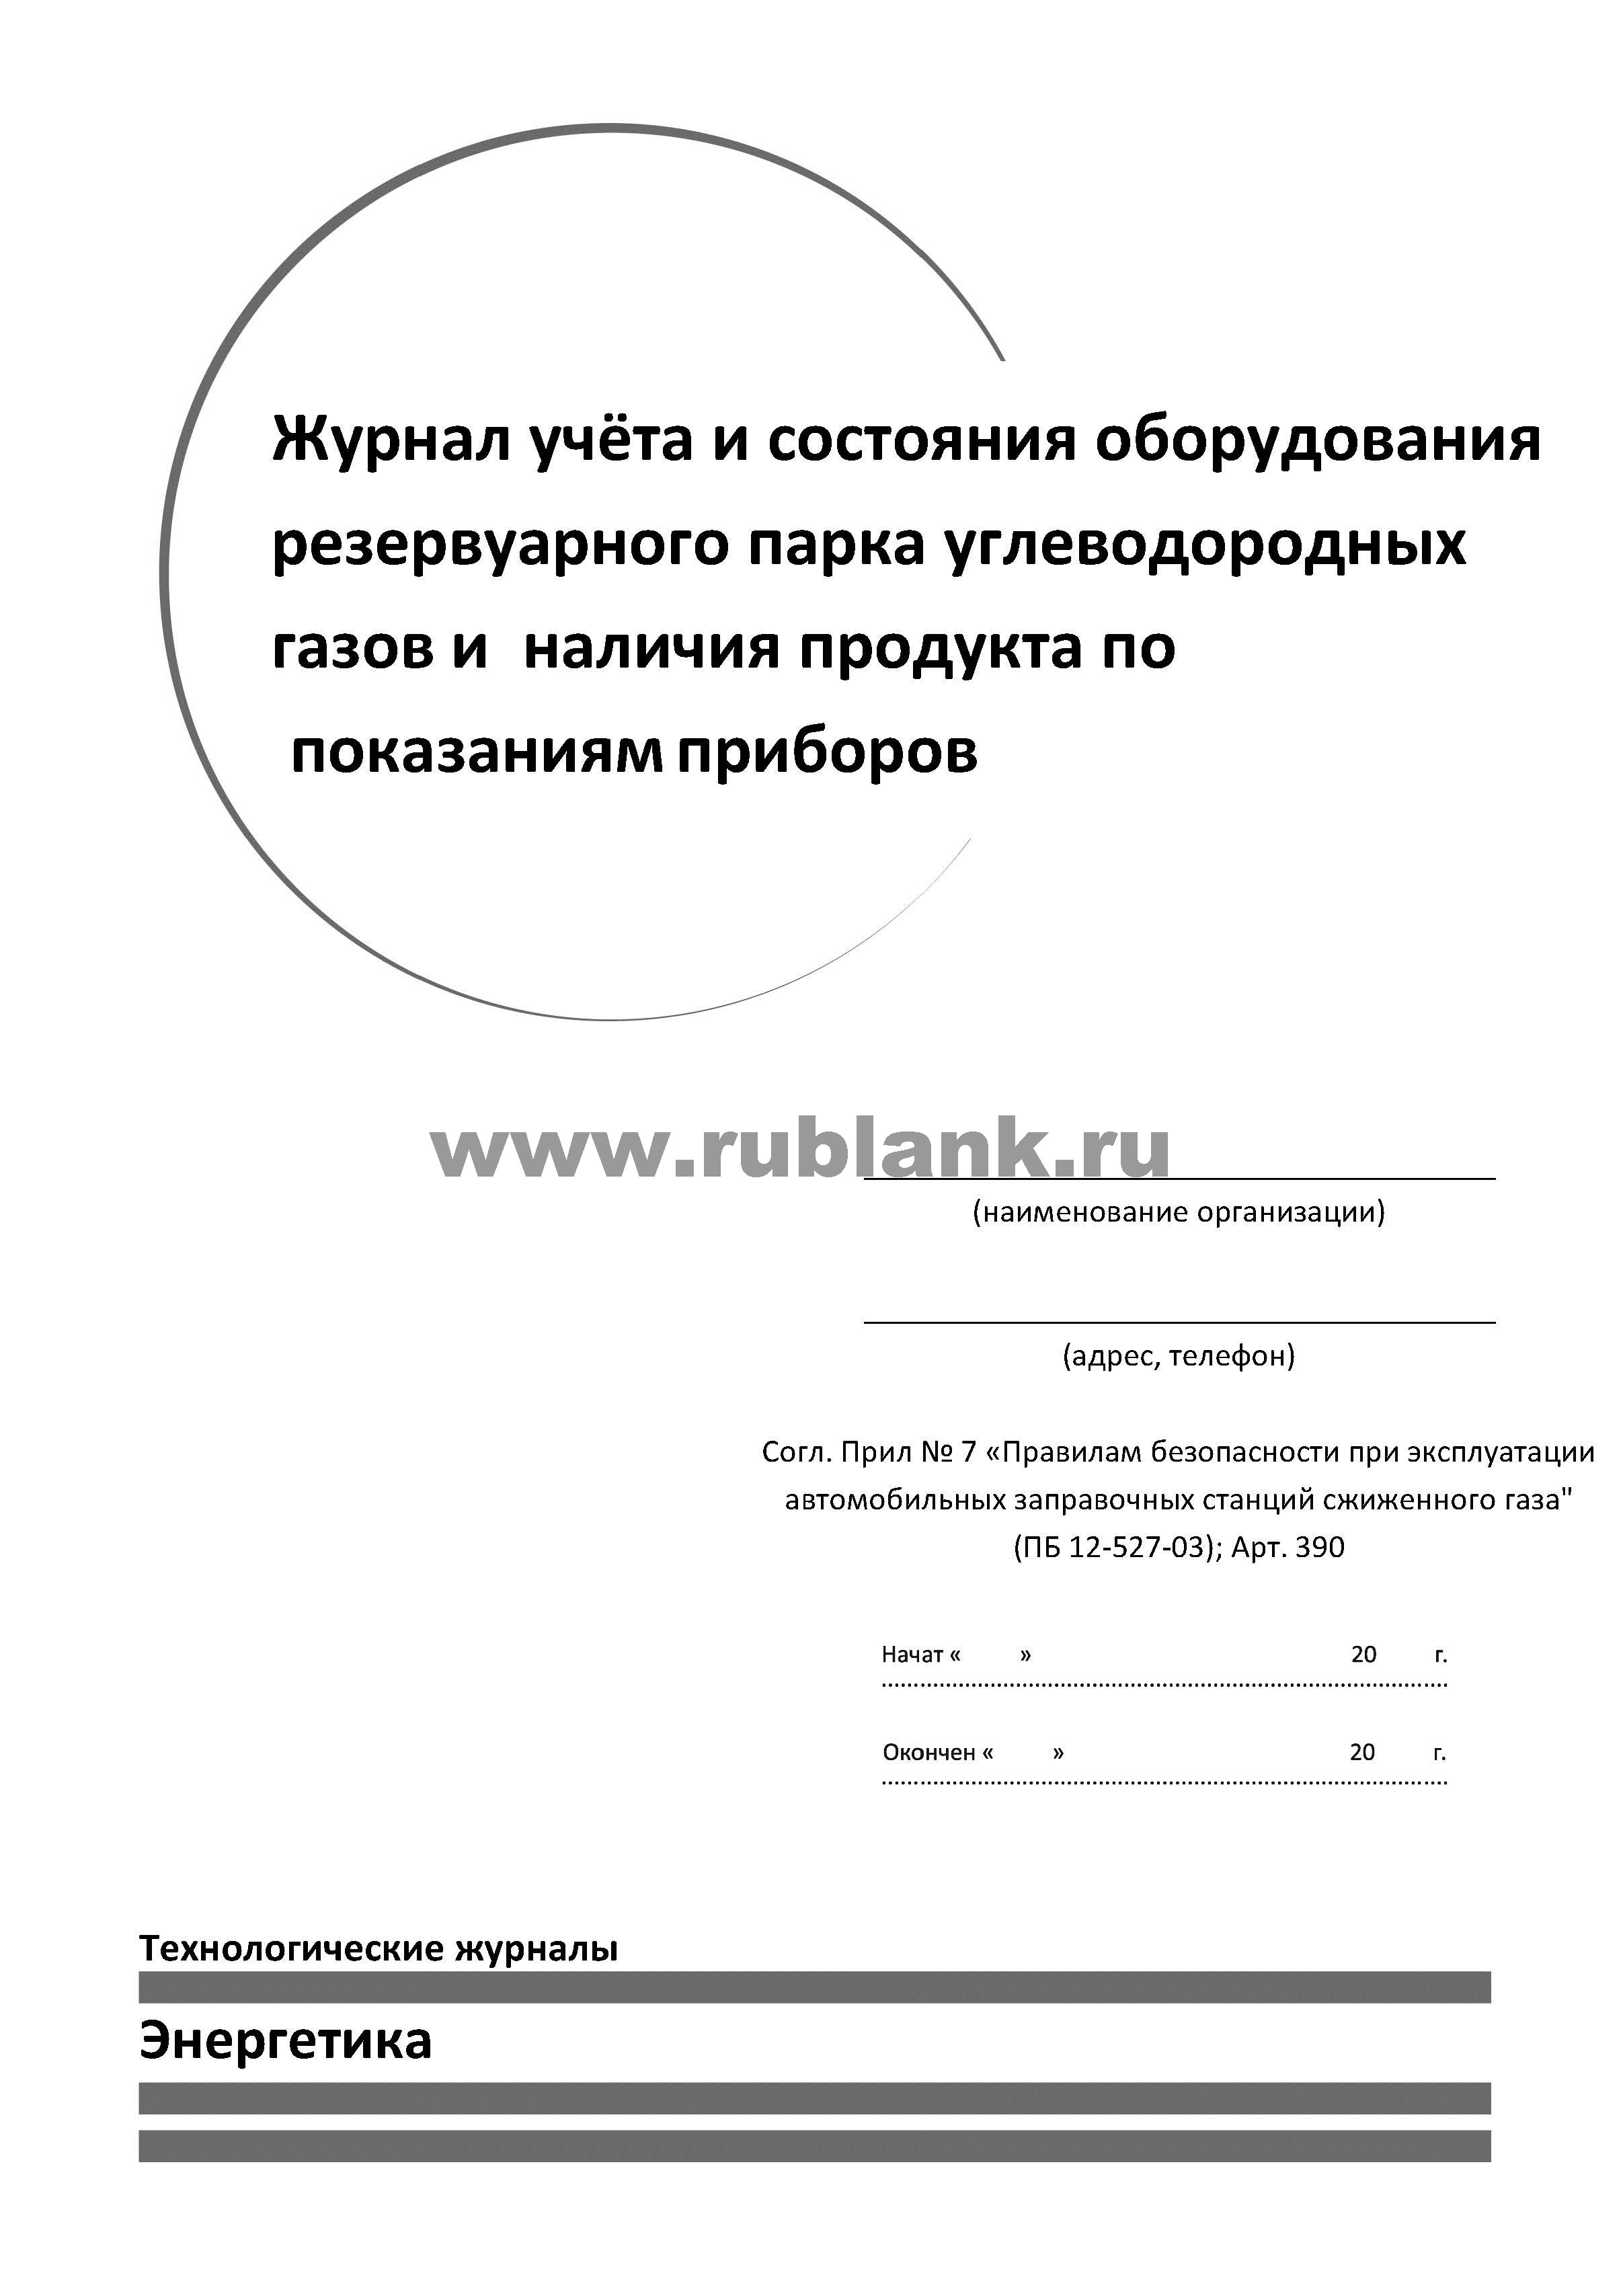 Журнал учёта и состояния оборудования
резервуарного парка углеводородных
газов и наличия продукта по
показаниям приборов
www.rublank.ru
(наименование организации)
(адрес, телефон)
Согл. Прил № 7 «Правилам безопасности при эксплуатации
автомобильных заправочных станций сжиженного газа"
(ПБ 12-527-03); Арт. 390
Начат « » 20 г.
Окончен « » 20 г.
Технологические журналы
Энергетика